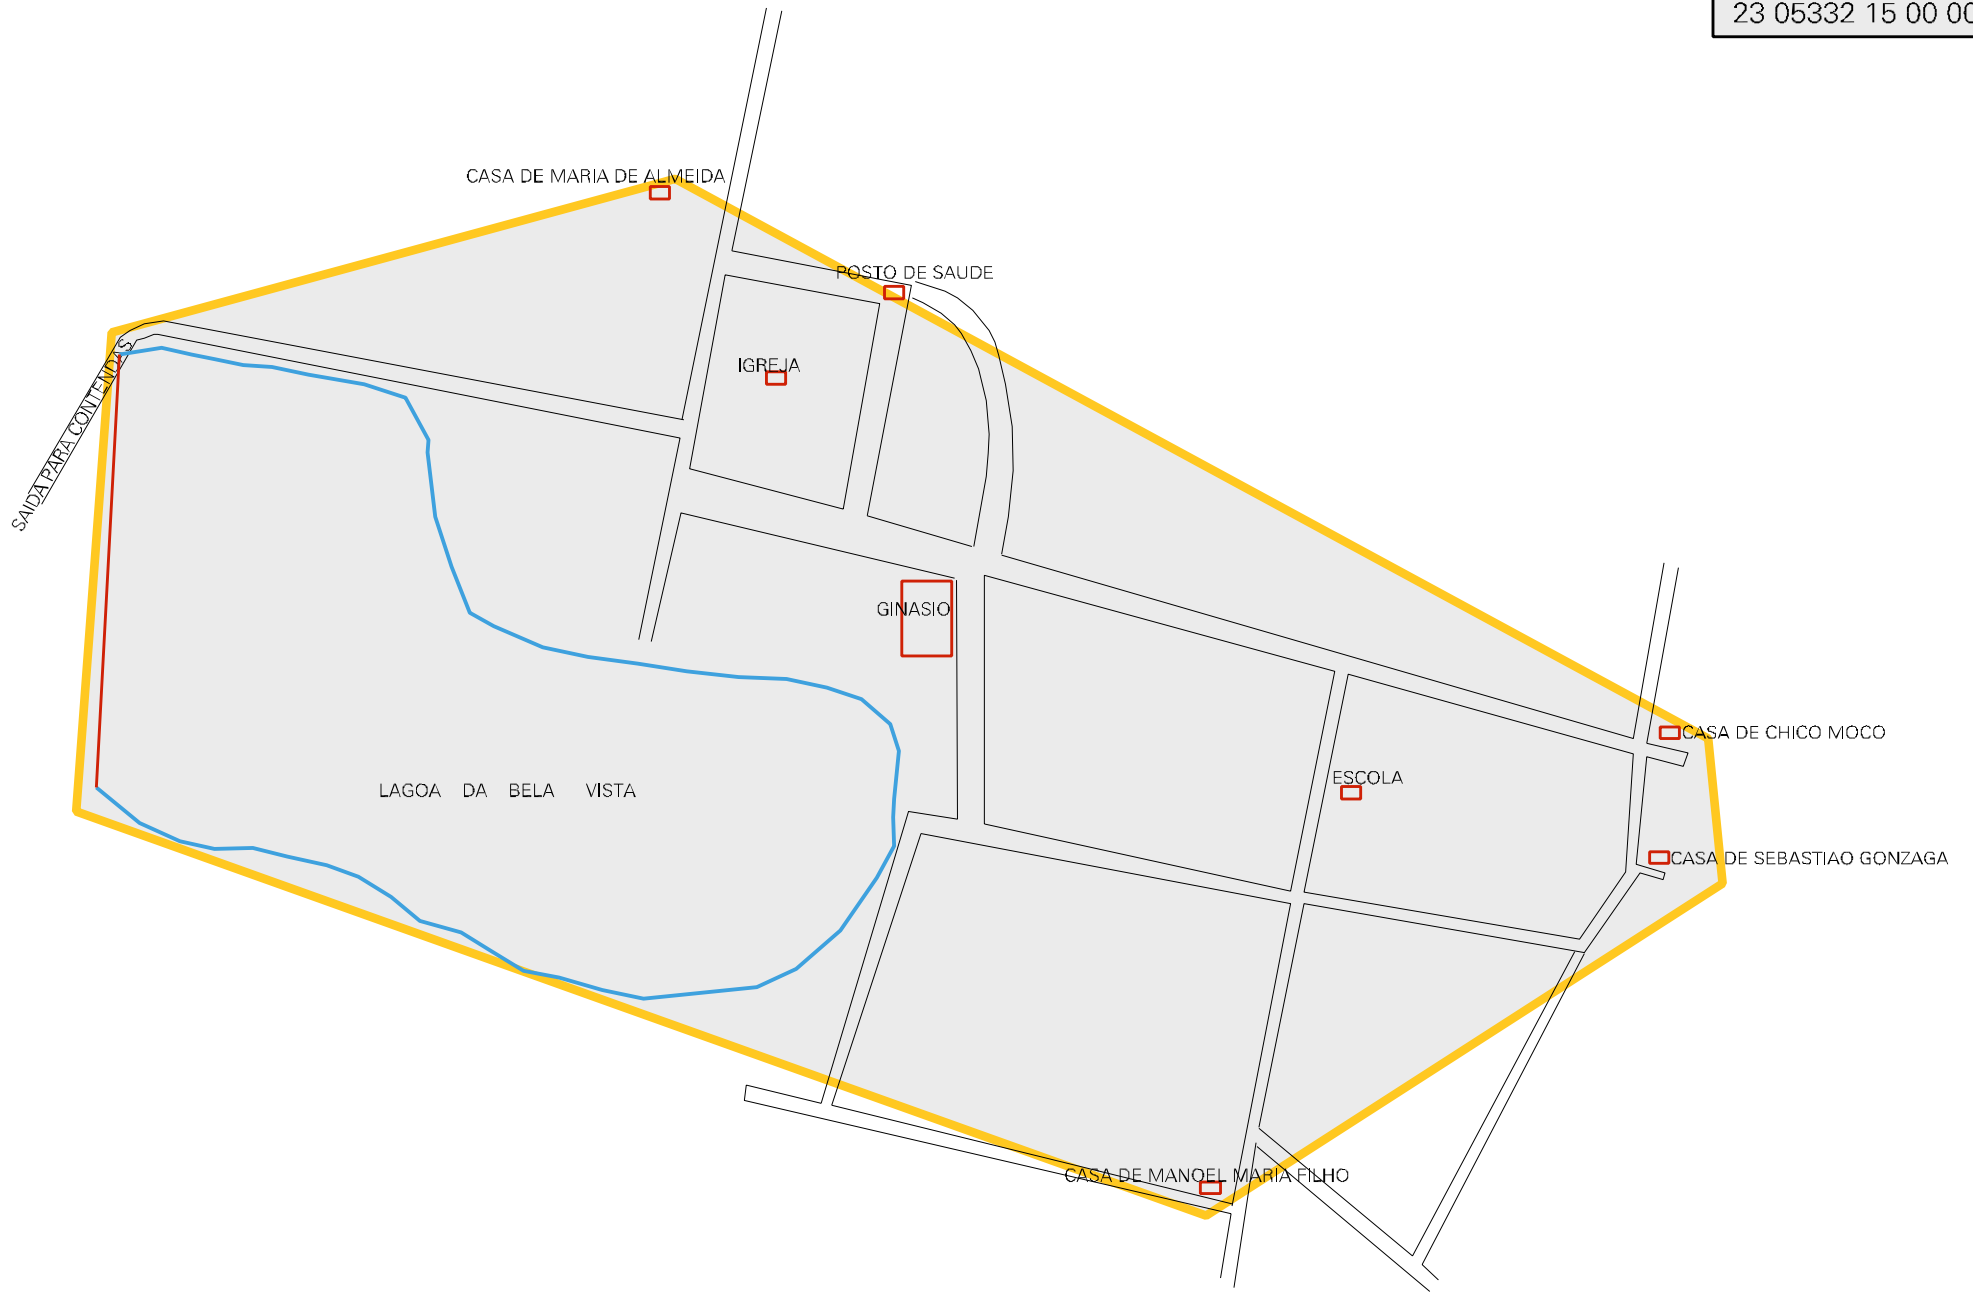 23 05332 15 00 00
CASA DE MARIA DE ALMEIDA
POSTO DE SAUDE
IGREJA
SAIDA PARA CONTENDAS
GINASIO
CASA DE CHICO MOCO
ESCOLA
LAGOA DA BELA VISTA
CASA DE SEBASTIAO GONZAGA
CASA DE MANOEL MARIA FILHO